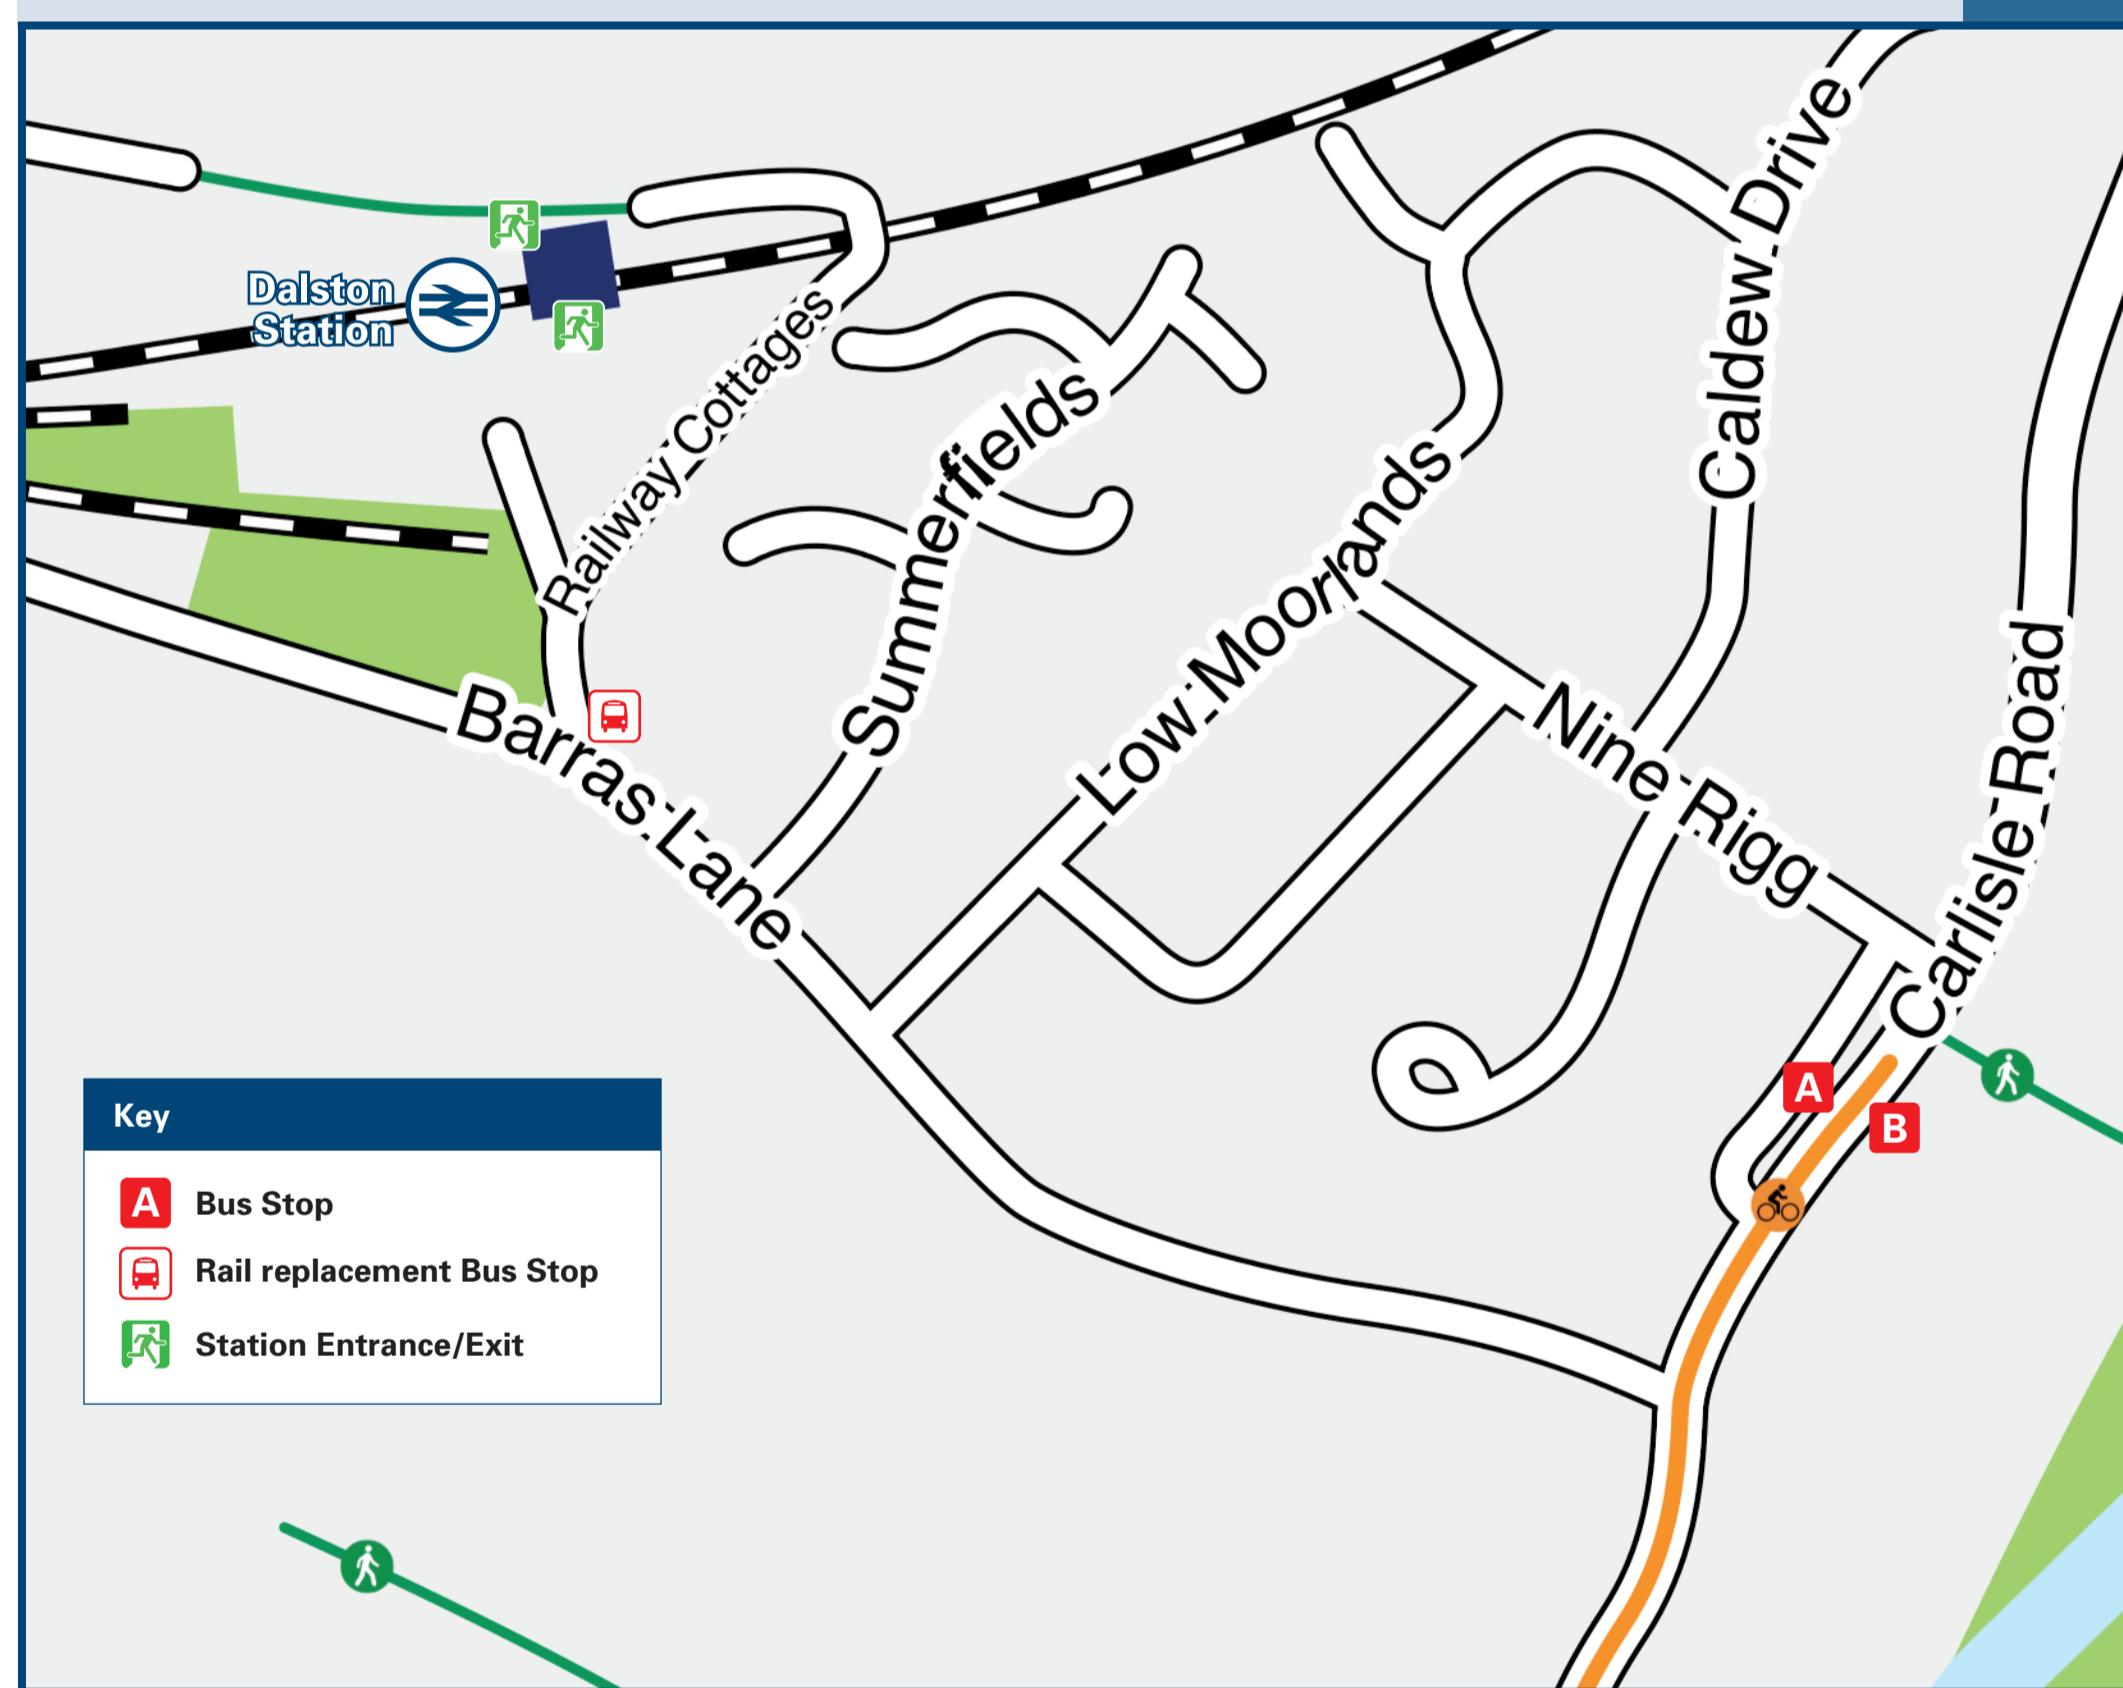 Dalston
Station
Railway Cottages
Summerfields
Low Moorlands
Caldew Drive
Nine Rigg
Carlisle Road
Barras Lane
A
B
Key
A Bus Stop
Rail replacement Bus Stop
Station Entrance/Exit